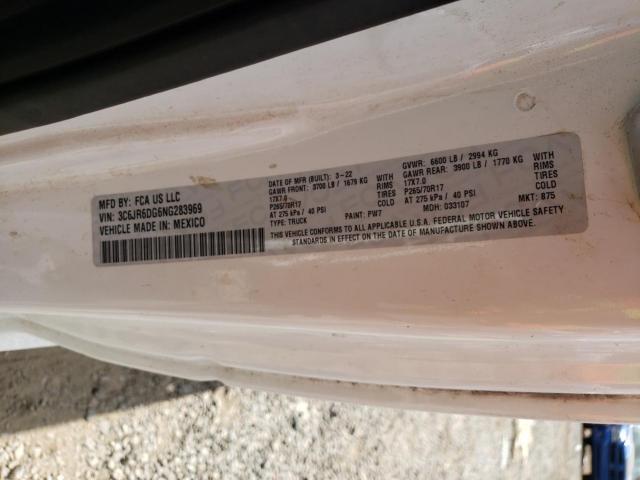 MFD BY: FCA US LLC
VIN: 3C6JR6DG6NG283969
VEHICLE MADE IN: MEXICO
DATE OF MFR (BUILT): 3-22
GAWR FRONT: 3700 LB / 1679 KG WITH
17X7.0 RIMS
P265/70R17 TIRES
AT 275 kPa / 40 PSI COLD
TYPE: TRUCK PAINT: PW7
GVWR: 6600 LB / 2994 KG
GAWR REAR: 3900 LB / 1770 KG WITH
17X7.0 RIMS
P265/70R17 TIRES
AT 275 kPa / 40 PSI COLD
MDH: 033107 MKT: 875
THIS VEHICLE CONFORMS TO ALL APPLICABLE U.S.A. FEDERAL MOTOR VEHICLE SAFETY
STANDARDS IN EFFECT ON THE DATE OF MANUFACTURE SHOWN ABOVE.